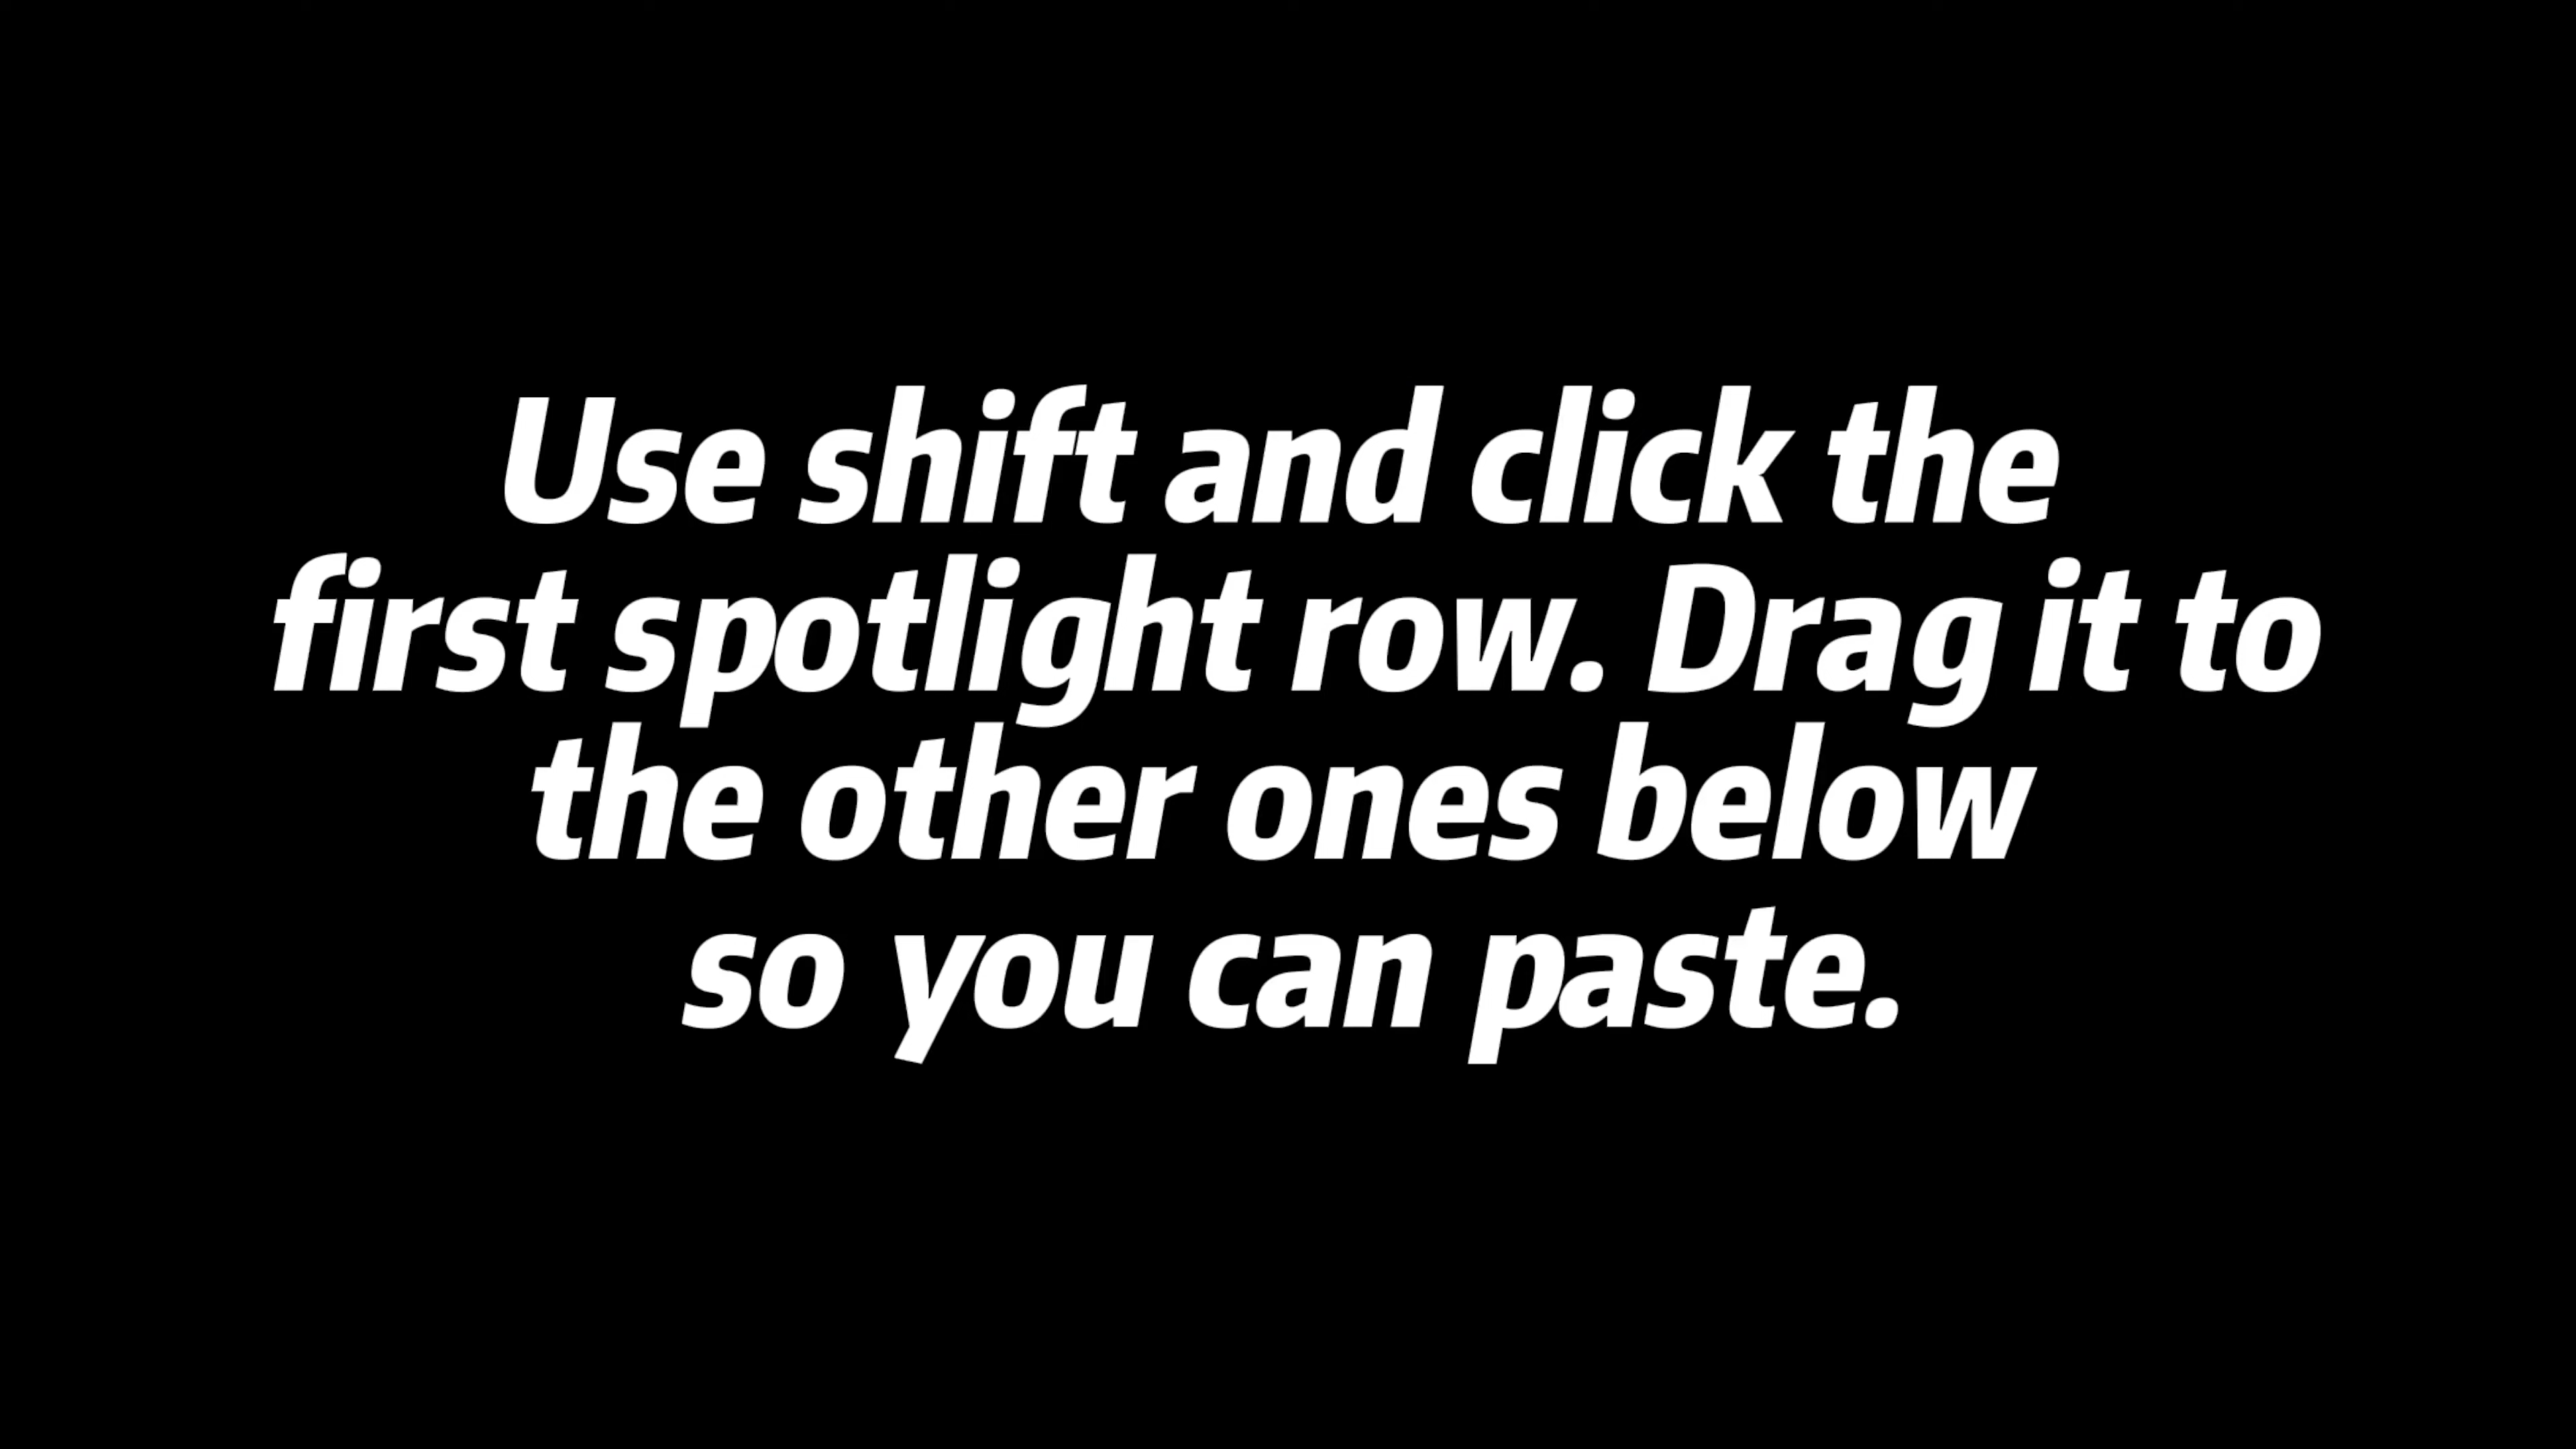 Use shift and click the
first spotlight row. Drag it to
the other ones below
so you can paste.